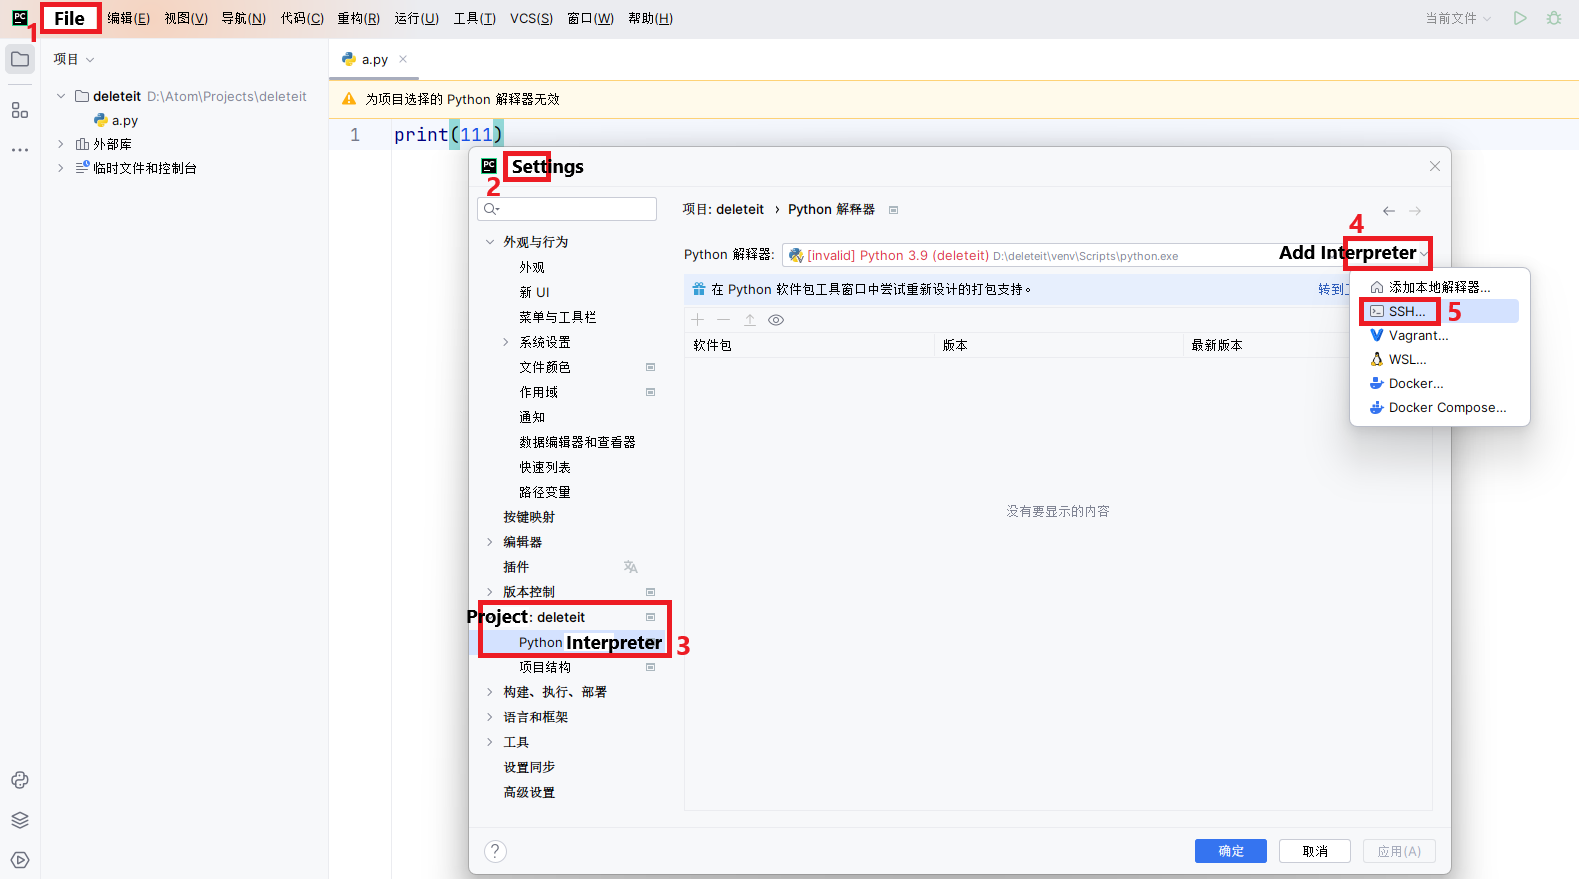 PC File 编辑(E) 视图(V) 导航(N) 代码(C) 重构(R) 运行(U) 工具(T) VCS(S) 窗口(W) 帮助(H) 当前文件
1
项目
a.py
deleteit D:\Atom\Projects\deleteit
a.py
外部库
临时文件和控制台
为项目选择的 Python 解释器无效
1 print(111)
PC Settings
2
项目: deleteit › Python 解释器
4
Python 解释器: [invalid] Python 3.9 (deleteit) D:\deleteit\venv\Scripts\python.exe Add Interpreter
在 Python 软件包工具窗口中尝试重新设计的打包支持。 转到
软件包 版本 最新版本
没有要显示的内容
添加本地解释器...
SSH... 5
Vagrant...
WSL...
Docker...
Docker Compose...
外观与行为
外观
新 UI
菜单与工具栏
系统设置
文件颜色
作用域
通知
数据编辑器和查看器
快速列表
路径变量
按键映射
编辑器
插件
版本控制
Project: deleteit
Python Interpreter 3
项目结构
构建、执行、部署
语言和框架
工具
设置同步
高级设置
?
确定 取消 应用(A)